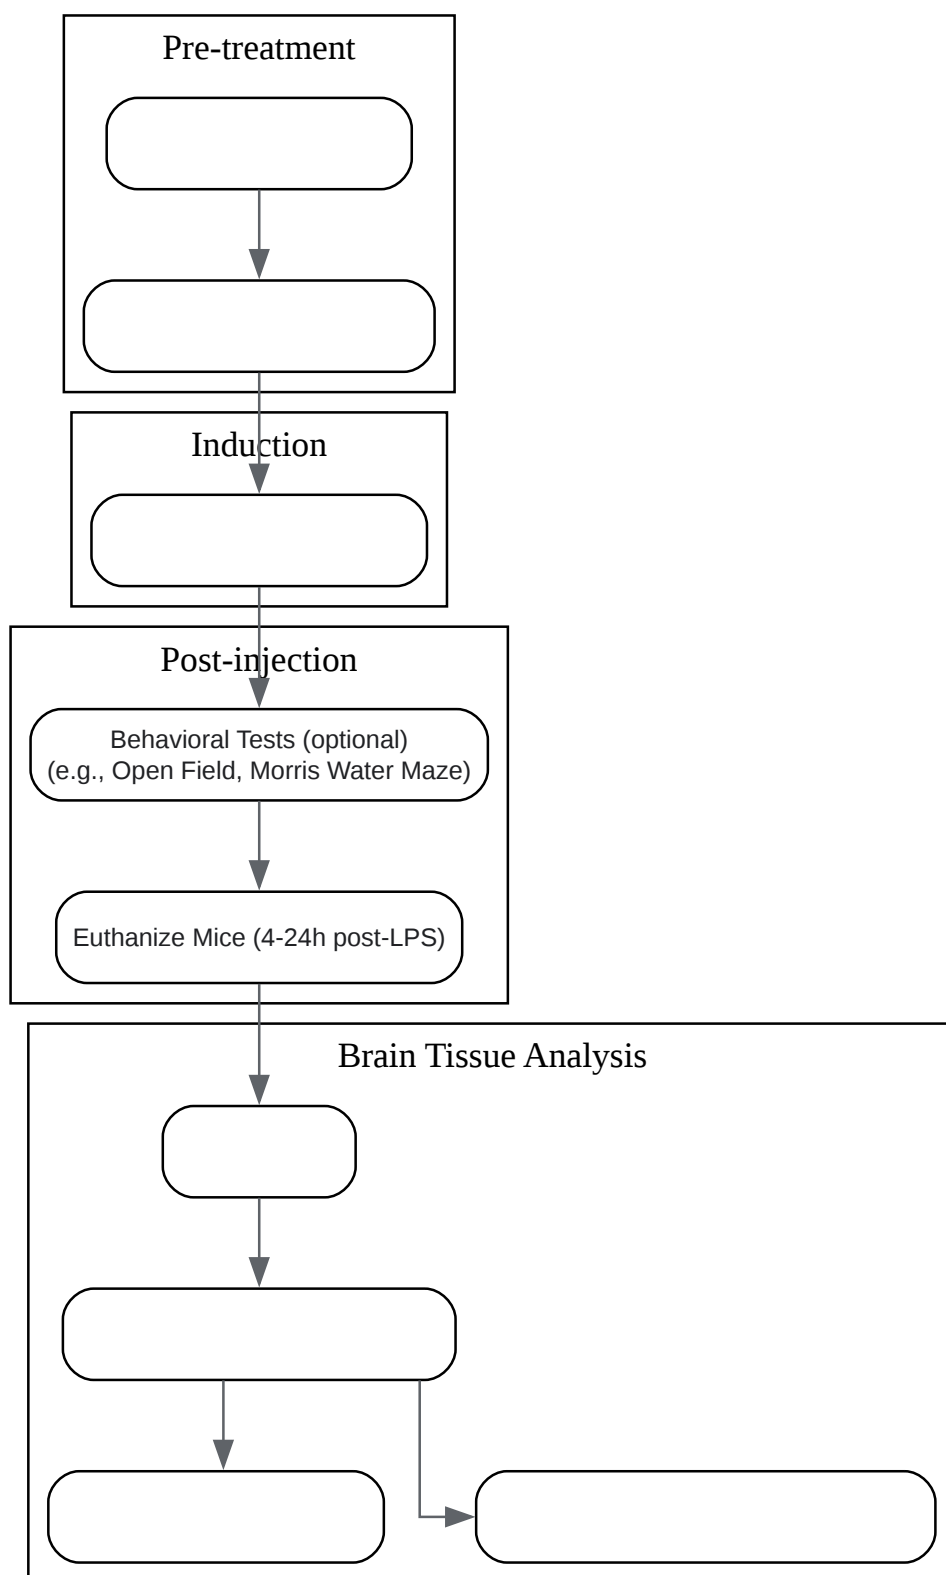 Pre-treatment
Induction
Post-injection
Behavioral Tests (optional)
(e.g., Open Field, Morris Water Maze)
Euthanize Mice (4-24h post-LPS)
Brain Tissue Analysis